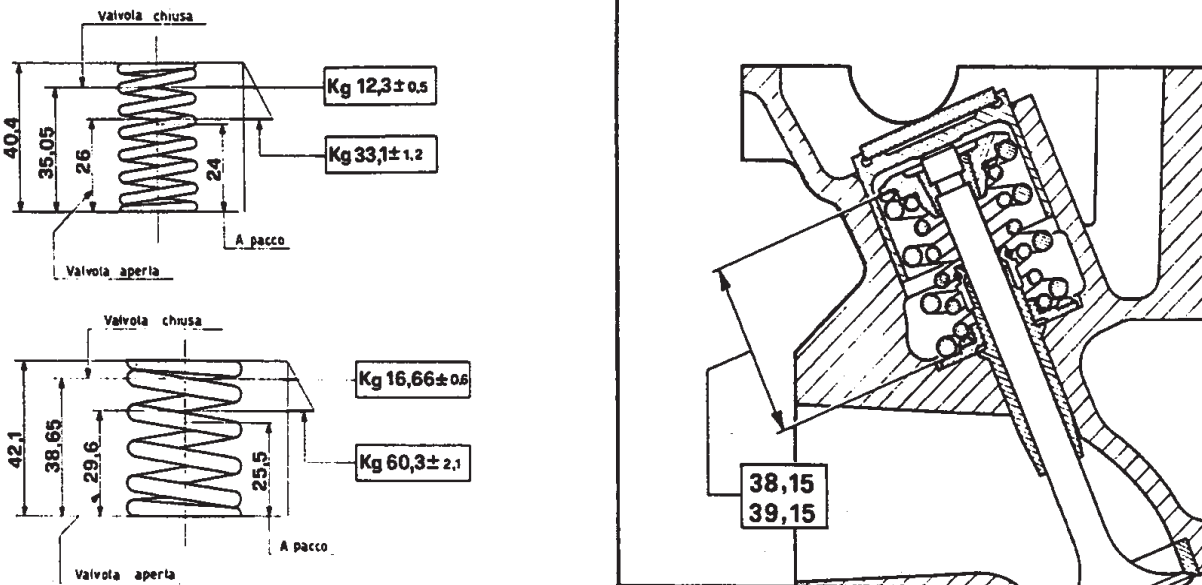 Valvola chiusa
Kg 12,3±0,5
Kg 33,1±1,2
40,4
35,05
26
24
A pacco
Valvola aperta
Valvola chiusa
Kg 16,66±0,6
Kg 60,3±2,1
42,1
38,65
29,6
25,5
A pacco
Valvola aperta
38,15
39,15